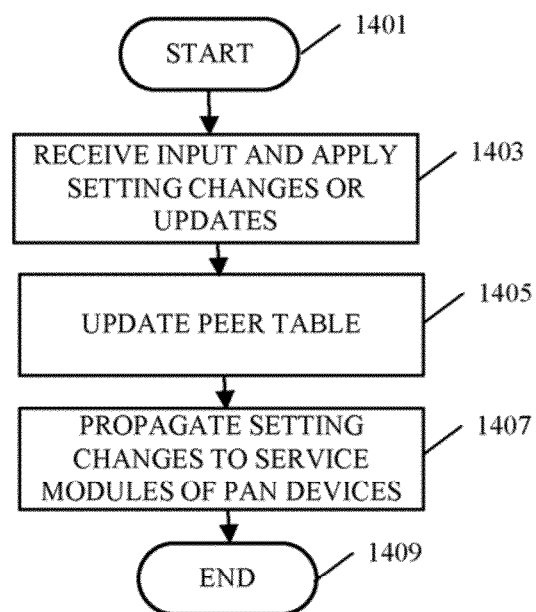 1401
START
1403
RECEIVE INPUT AND APPLY
SETTING CHANGES OR
UPDATES
1405
UPDATE PEER TABLE
1407
PROPAGATE SETTING
CHANGES TO SERVICE
MODULES OF PAN DEVICES
1409
END